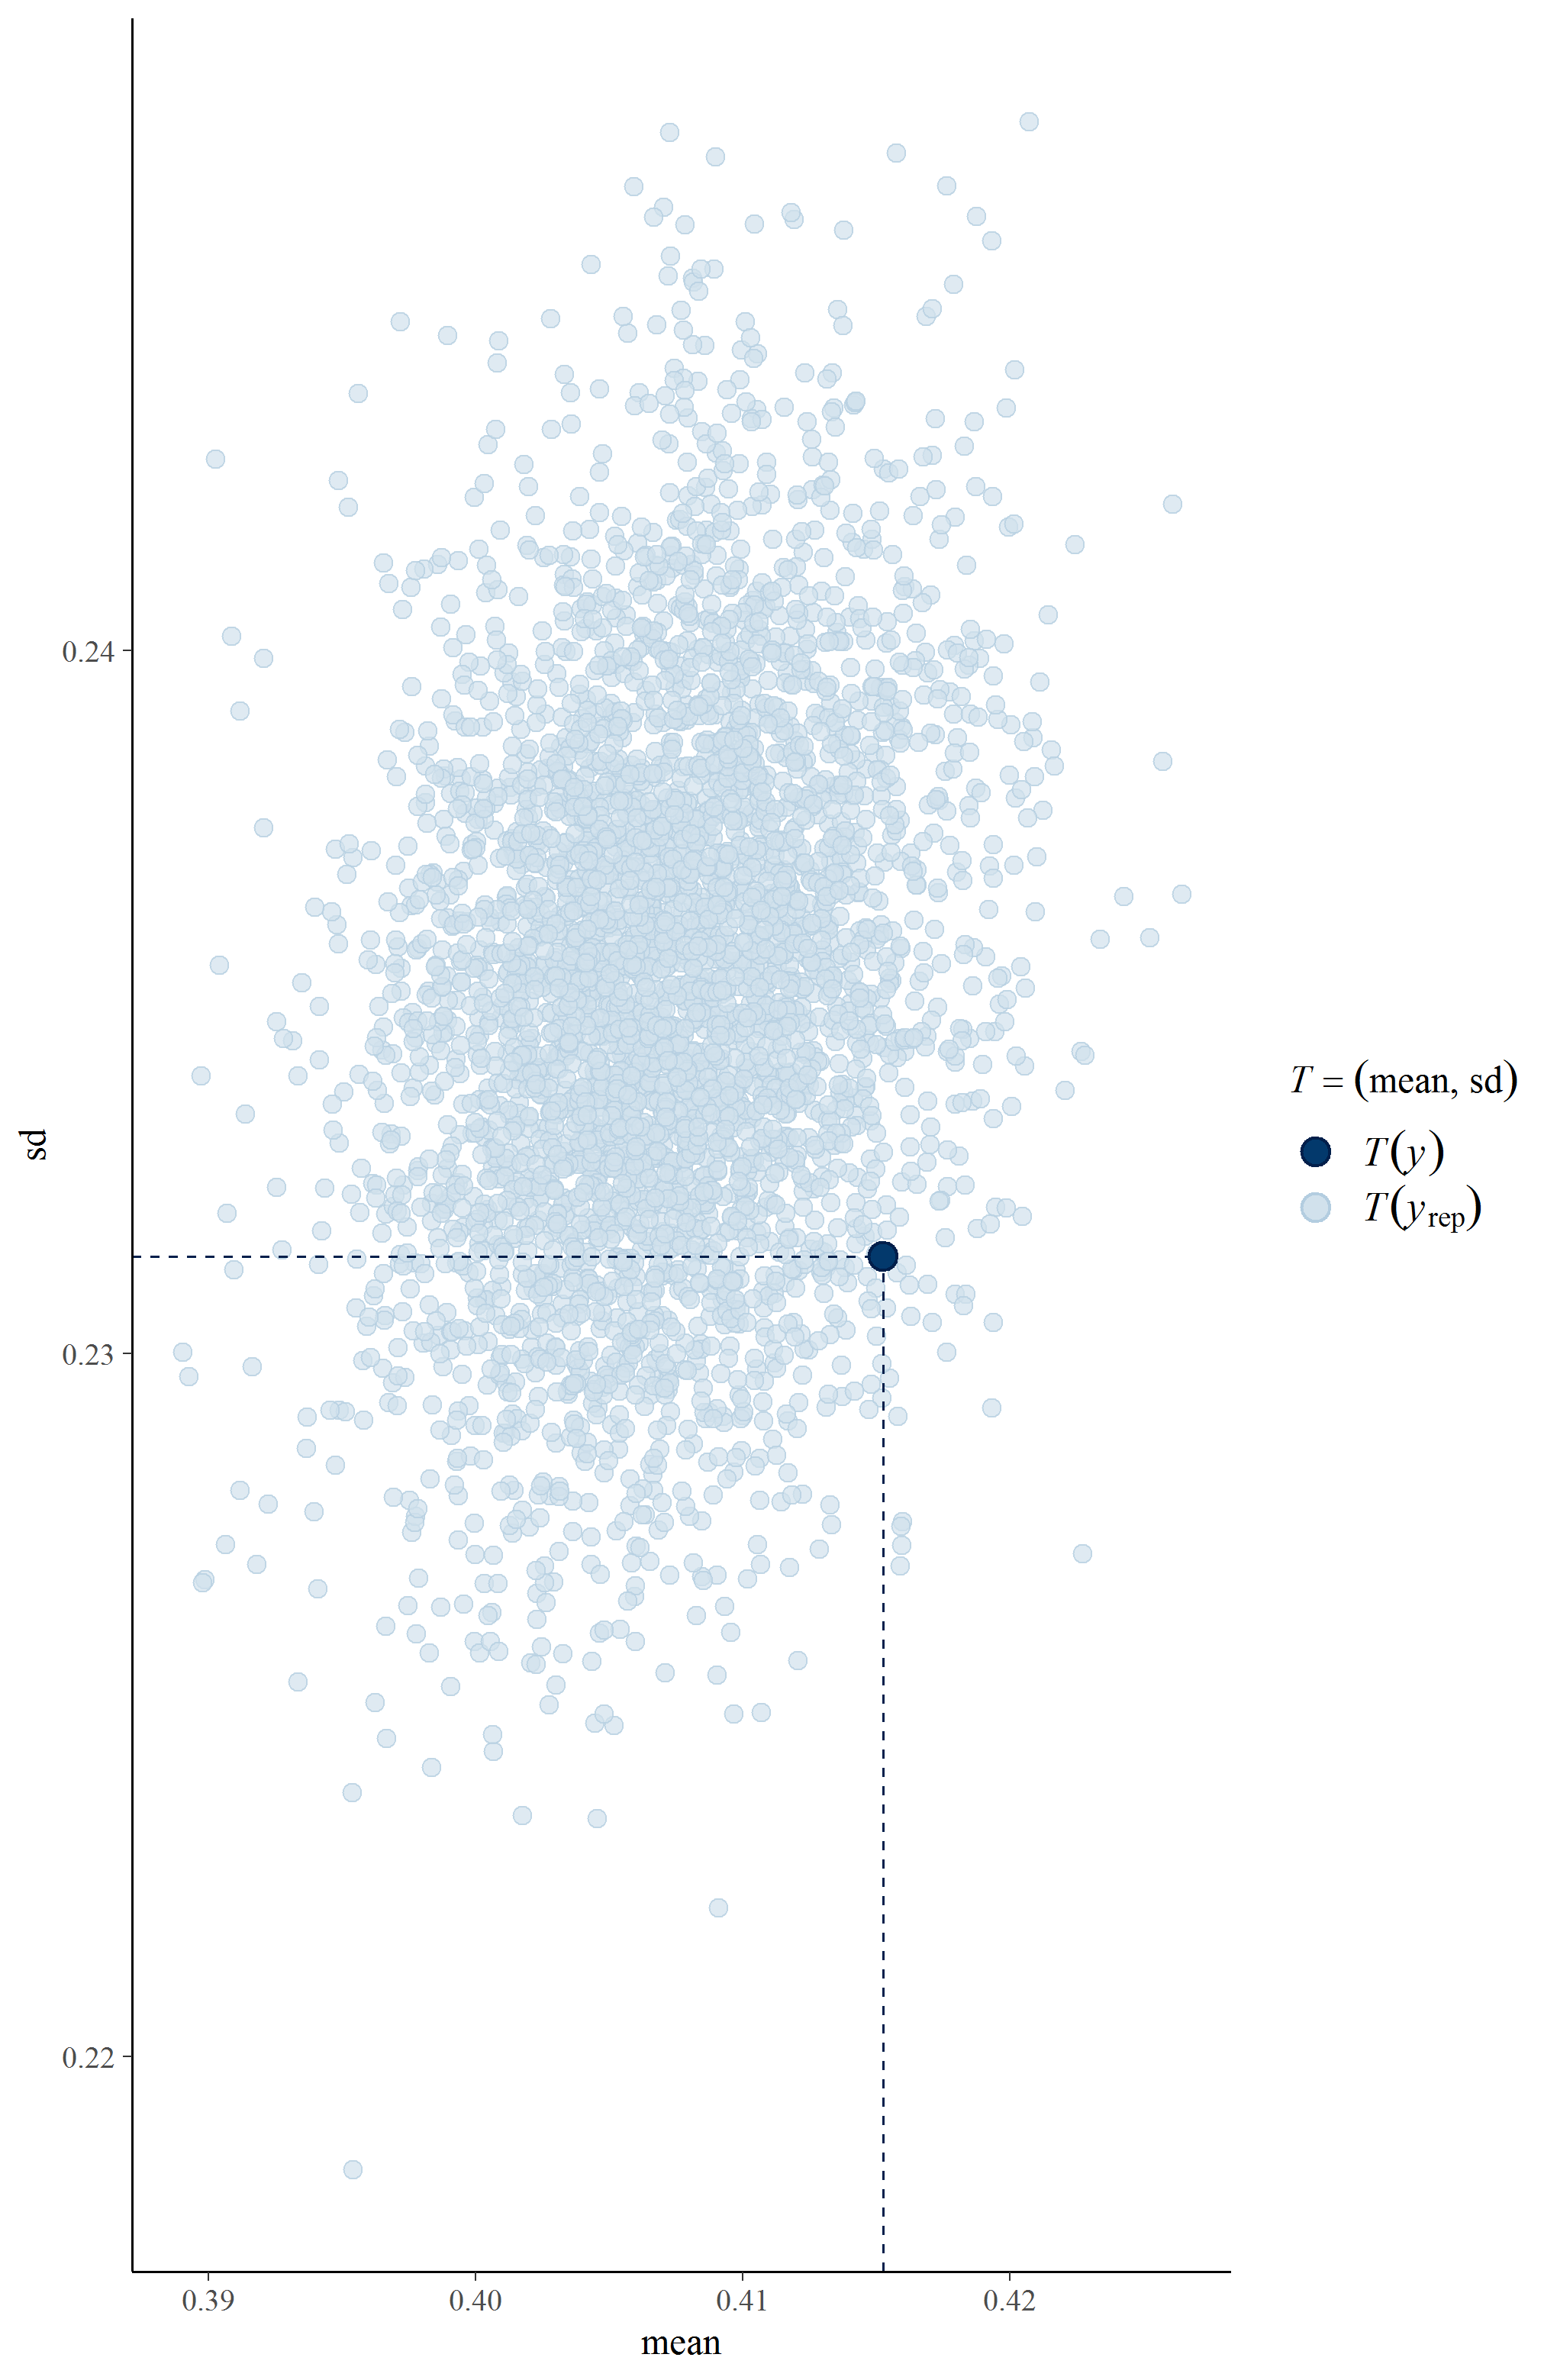 sd
0.24
0.23
0.22
0.39 0.40 0.41 0.42
mean
T = (mean, sd)
T(y)
T(yrep)